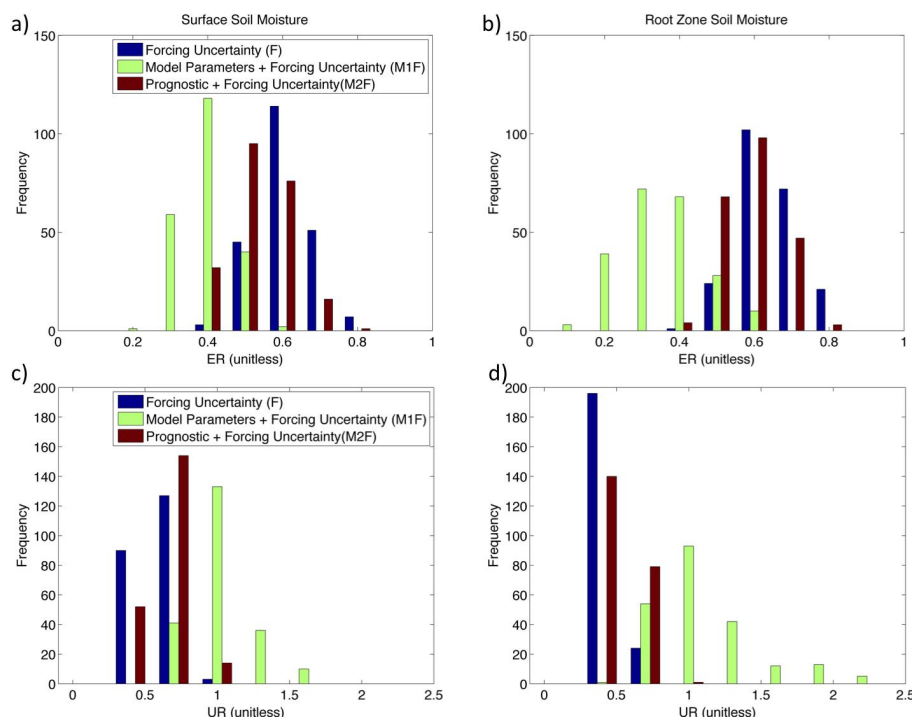 Surface Soil Moisture
Root Zone Soil Moisture
a)
b)
150
100
50
0
Frequency
Forcing Uncertainty (F)
Model Parameters + Forcing Uncertainty (M1F)
Prognostic + Forcing Uncertainty(M2F)
0.2 0.4 0.6 0.8 1
ER (unitless)
150
100
50
0
Frequency
0 0.2 0.4 0.6 0.8 1
ER (unitless)
c)
d)
200
180
160
140
120
100
80
60
40
20
0
Frequency
Forcing Uncertainty (F)
Model Parameters + Forcing Uncertainty (M1F)
Prognostic + Forcing Uncertainty(M2F)
0 0.5 1 1.5 2 2.5
UR (unitless)
200
180
160
140
120
100
80
60
40
20
0
Frequency
0 0.5 1 1.5 2 2.5
UR (unitless)